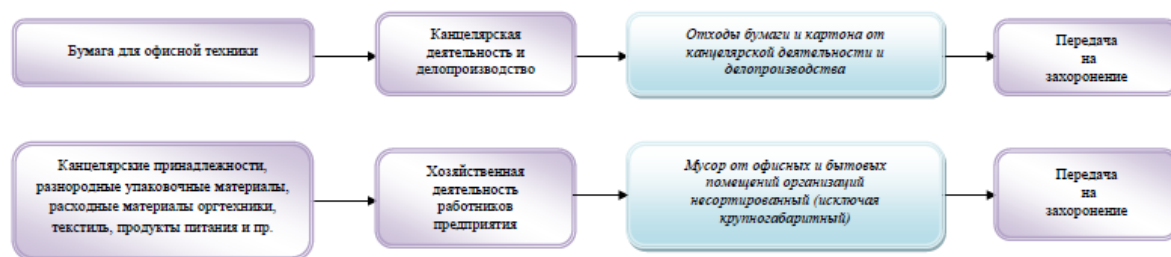 Бумага для офисной техники
Канцелярская
деятельность и
делопроизводство
Отходы бумаги и картона от
канцелярской деятельности и
делопроизводства
Передача
на
захоронение
Канцелярские принадлежности,
разнородные упаковочные материалы,
расходные материалы оргтехники,
текстиль, продукты питания и пр.
Хозяйственная
деятельность
работников
предприятия
Мусор от офисных и бытовых
помещений организаций
несортированный (исключая
крупногабаритный)
Передача
на
захоронение